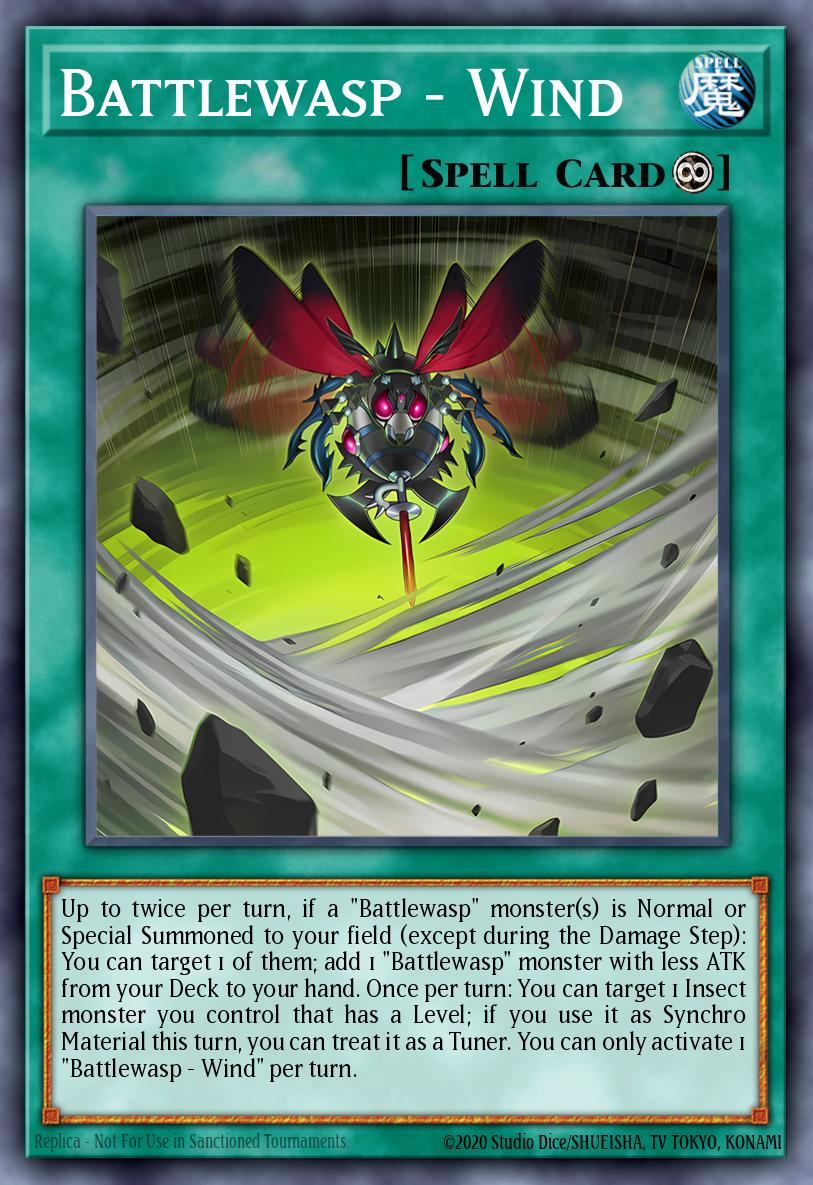 Battlewasp - Wind
SPELL
魔
[Spell Card∞]
Up to twice per turn, if a "Battlewasp" monster(s) is Normal or
Special Summoned to your field (except during the Damage Step):
You can target 1 of them; add 1 "Battlewasp" monster with less ATK
from your Deck to your hand. Once per turn: You can target 1 Insect
monster you control that has a Level; if you use it as Synchro
Material this turn, you can treat it as a Tuner. You can only activate 1
"Battlewasp - Wind" per turn.
Replica - Not For Use in Sanctioned Tournaments.
©2020 Studio Dice/SHUEISHA, TV TOKYO, KONAMI